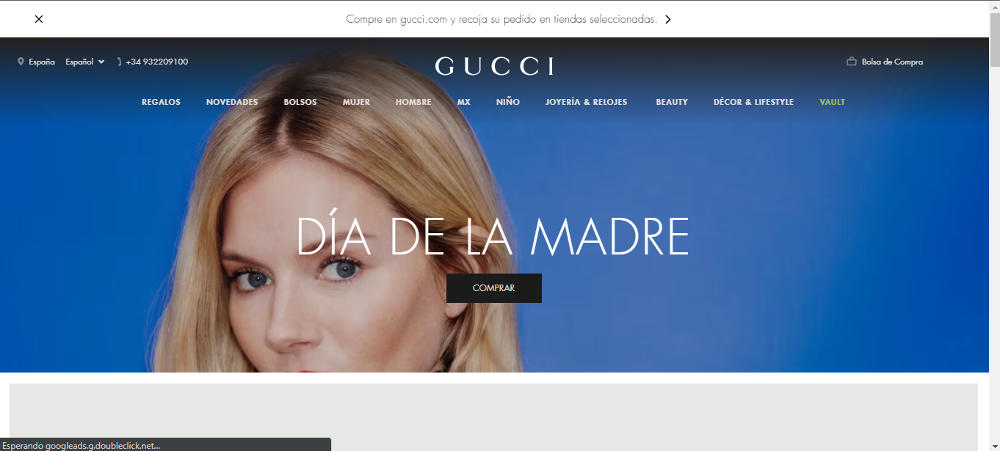 Compre en gucci.com y recoja su pedido en tiendas seleccionadas.
España Español +34 932209100
GUCCI
Bolsa de Compra
REGALOS NOVEDADES BOLSOS MUJER HOMBRE MX NIÑO JOYERÍA & RELOJES BEAUTY DÉCOR & LIFESTYLE VAULT
DÍA DE LA MADRE
COMPRAR
Esperando googleads.g.doubleclick.net...